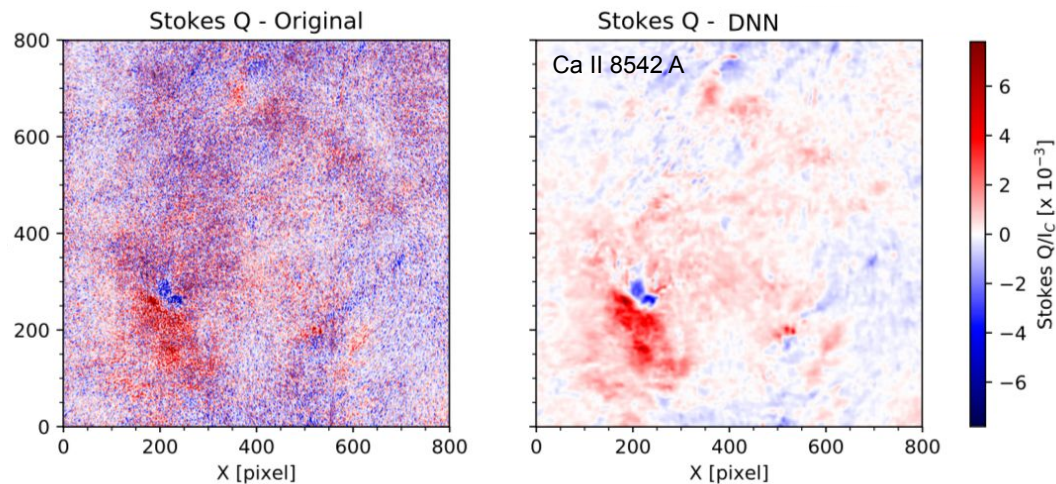 Stokes Q - Original
Stokes Q - DNN
800
600
400
200
0
0 200 400 600 800
X [pixel]
Ca II 8542 A
0 200 400 600 800
X [pixel]
6
4
2
0
−2
−4
−6
Stokes Q/I_C [x 10⁻³]